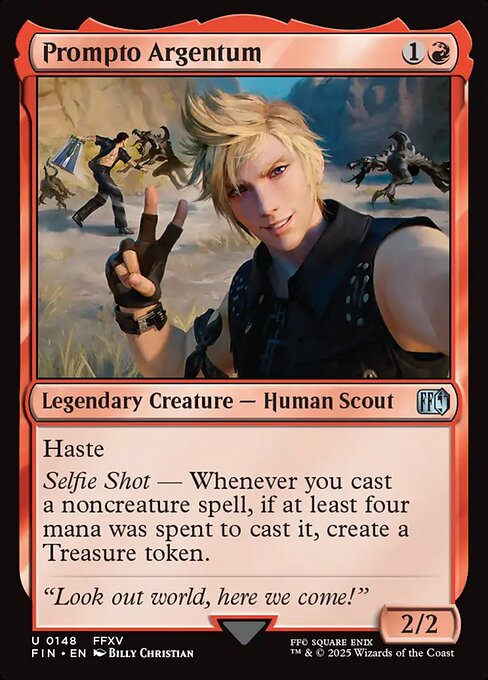 Prompto Argentum 1
Legendary Creature — Human Scout FF
Haste
Selfie Shot — Whenever you cast
a noncreature spell, if at least four
mana was spent to cast it, create a
Treasure token.
“Look out world, here we come!”
2/2
U 0148 FFXV
FIN • EN Billy Christian
FF© SQUARE ENIX
™ & © 2025 Wizards of the Coast